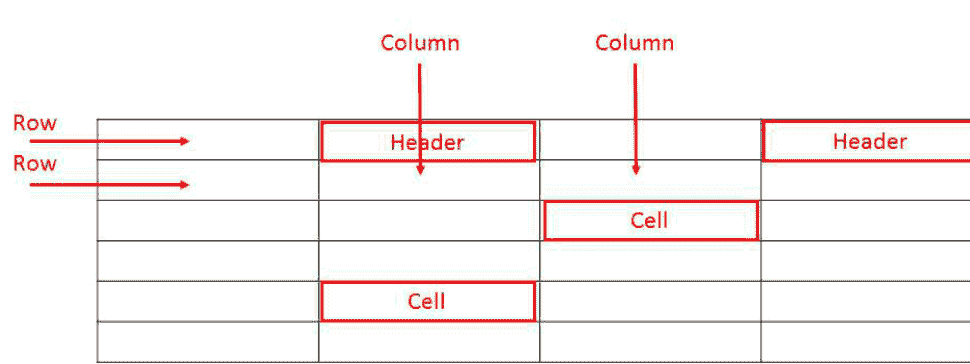 Column
Column
Row
Header
Header
Row
Cell
Cell